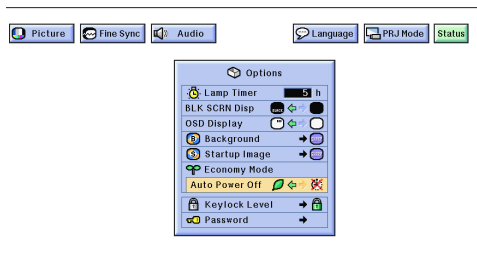 Picture
Fine Sync
Audio
Language
PRJ Mode
Status
Options
Lamp Timer 5 h
BLK SCRN Disp
OSD Display
Background
Startup Image
Economy Mode
Auto Power Off
Keylock Level
Password